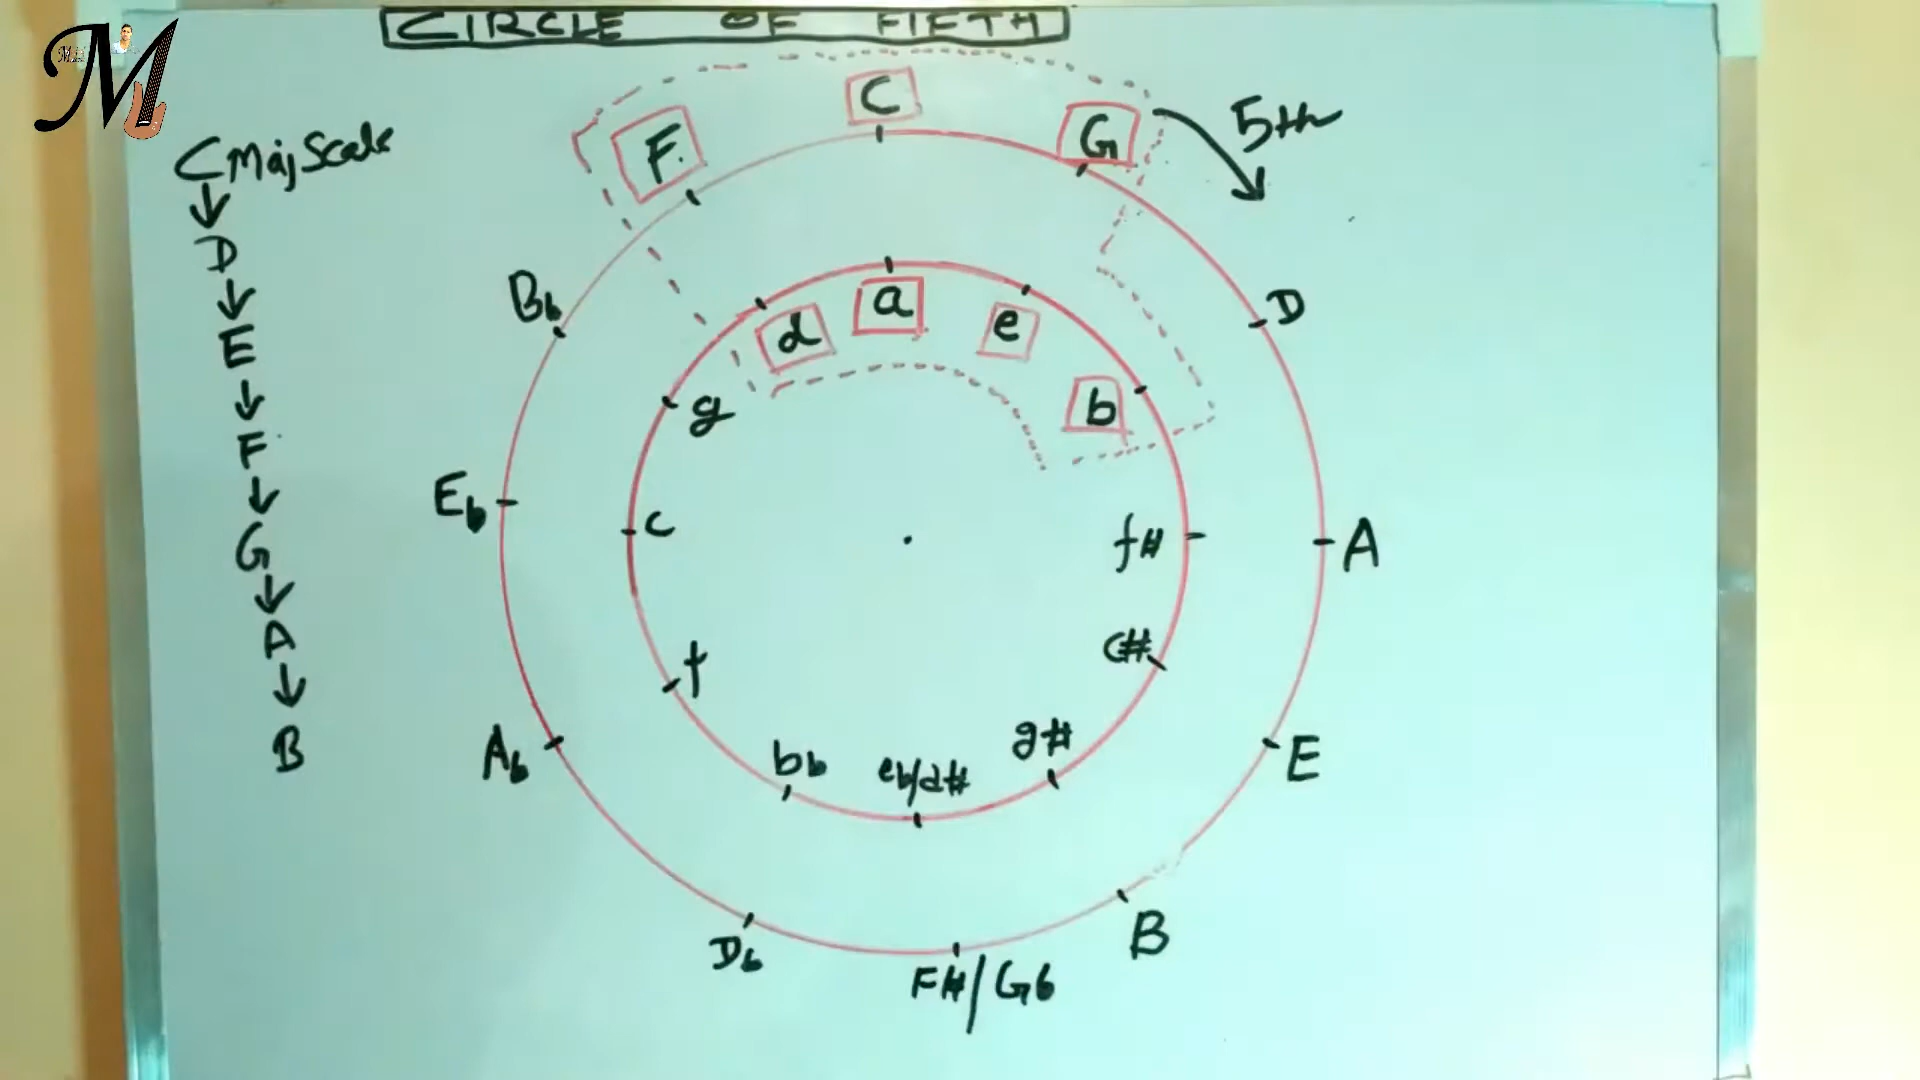 CIRCLE OF FIFTH
M
C Maj Scale
D
E
F
G
A
B
5th
F.
C
G
D
A
E
B
F#/Gb
Db
Ab
Eb
Bb
d
a
e
b
f#
c#
g#
eb/d#
bb
f
c
g